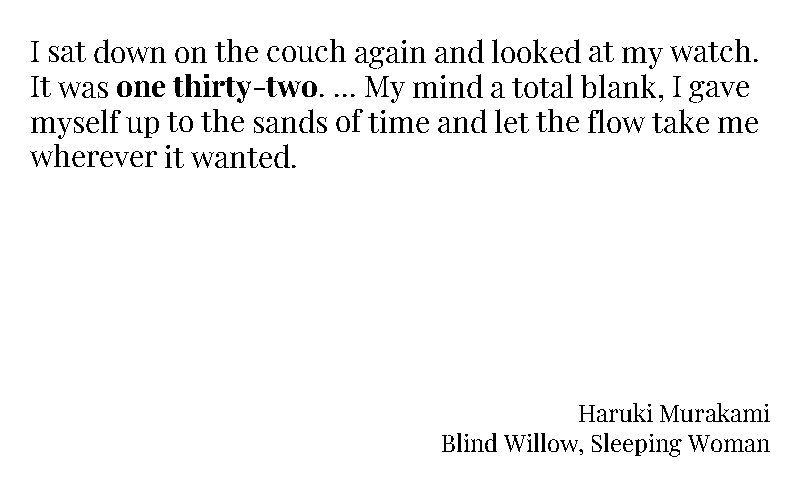 I sat down on the couch again and looked at my watch.
It was one thirty-two. ... My mind a total blank, I gave
myself up to the sands of time and let the flow take me
wherever it wanted.
Haruki Murakami
Blind Willow, Sleeping Woman